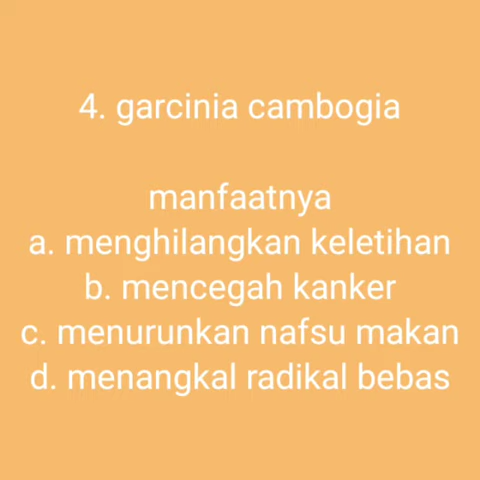 4. garcinia cambogia
manfaatnya
a. menghilangkan keletihan
b. mencegah kanker
c. menurunkan nafsu makan
d. menangkal radikal bebas